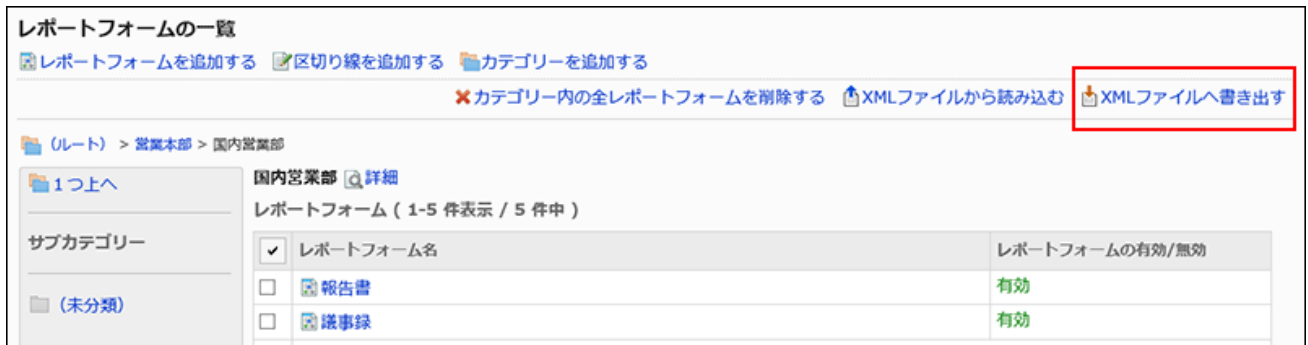 レポートフォームの一覧
レポートフォームを追加する 区切り線を追加する カテゴリーを追加する
カテゴリー内の全レポートフォームを削除する XMLファイルから読み込む XMLファイルへ書き出す
(ルート) > 営業本部 > 国内営業部
1つ上へ
サブカテゴリー
(未分類)
国内営業部 詳細
レポートフォーム ( 1-5 件表示 / 5 件中 )
レポートフォーム名 レポートフォームの有効/無効
報告書 有効
議事録 有効